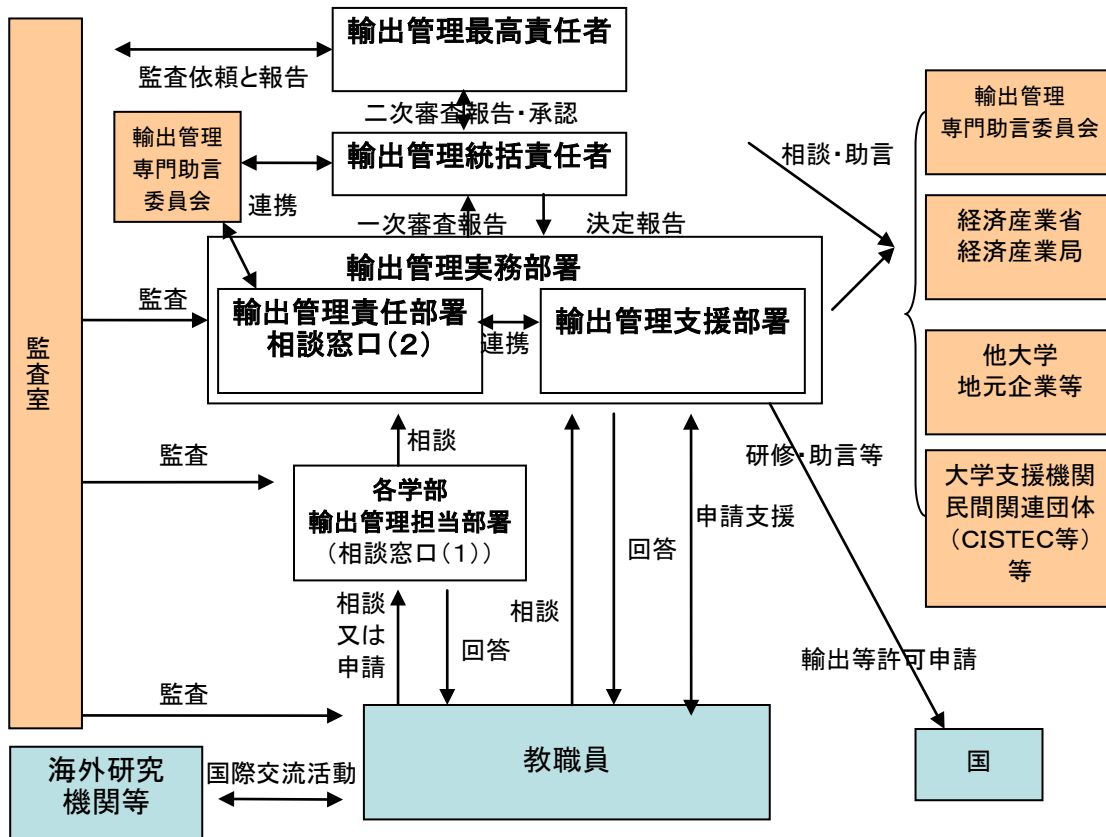 輸出管理最高責任者
監査依頼と報告
二次審査報告・承認
輸出管理
専門助言
委員会
輸出管理統括責任者
連携
一次審査報告
決定報告
相談・助言
輸出管理
専門助言委員会
経済産業省
経済産業局
他大学
地元企業等
大学支援機関
民間関連団体
（CISTEC等）
等
輸出管理実務部署
輸出管理責任部署
相談窓口（２）
連携
輸出管理支援部署
監査
監査室
相談
監査
各学部
輸出管理担当部署
（相談窓口（１））
研修・助言等
申請支援
回答
相談
相談
又は
申請
回答
輸出等許可申請
監査
教職員
国
海外研究
機関等
国際交流活動